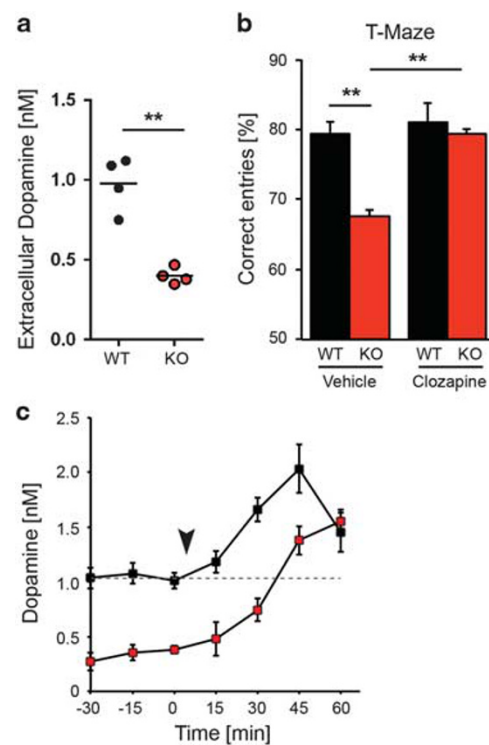 a
Extracellular Dopamine [nM]
1.5
1.0
0.5
0.0
**
WT KO
b
T-Maze
Correct entries [%]
90
80
70
60
50
**
**
WT KO WT KO
Vehicle Clozapine
c
Dopamine [nM]
2.5
2.0
1.5
1.0
0.5
0
-30 -15 0 15 30 45 60
Time [min]